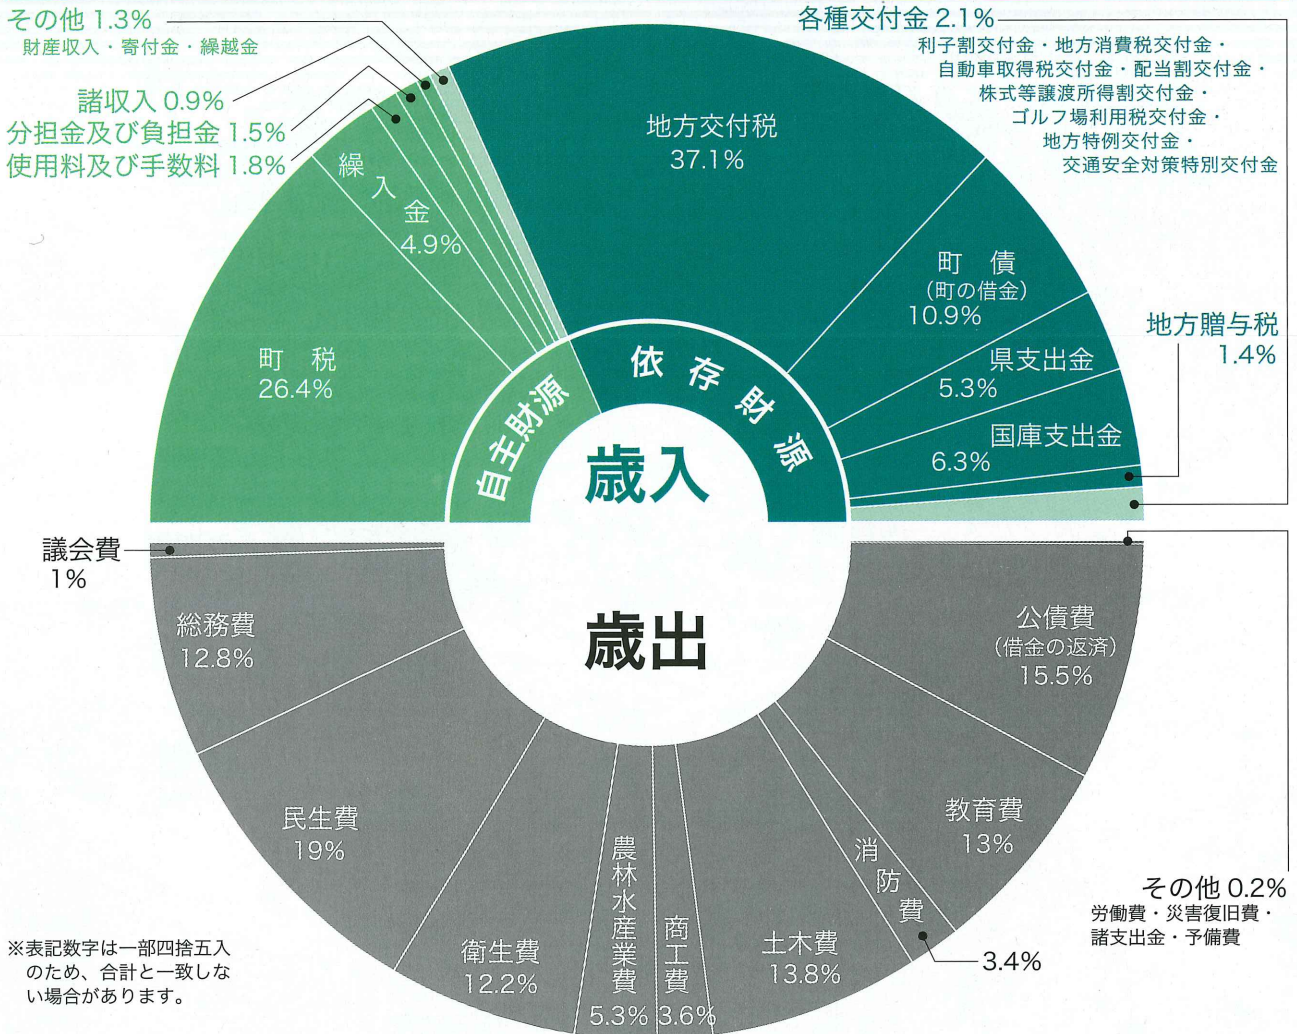 その他 1.3%
財産収入・寄付金・繰越金
諸収入 0.9%
分担金及び負担金 1.5%
使用料及び手数料 1.8%
繰入金
4.9%
町 税
26.4%
地方交付税
37.1%
各種交付金 2.1%
利子割交付金・地方消費税交付金・
自動車取得税交付金・配当割交付金・
株式等譲渡所得割交付金・
ゴルフ場利用税交付金・
地方特例交付金・
交通安全対策特別交付金
町 債
(町の借金)
10.9%
県支出金
5.3%
国庫支出金
6.3%
地方贈与税
1.4%
自主財源
依存財源
歳入
歳出
議会費
1%
総務費
12.8%
民生費
19%
衛生費
12.2%
農林水産業費
5.3%
商工費
3.6%
土木費
13.8%
消防費
3.4%
教育費
13%
公債費
(借金の返済)
15.5%
その他 0.2%
労働費・災害復旧費・
諸支出金・予備費
※表記数字は一部四捨五入
のため、合計と一致しな
い場合があります。